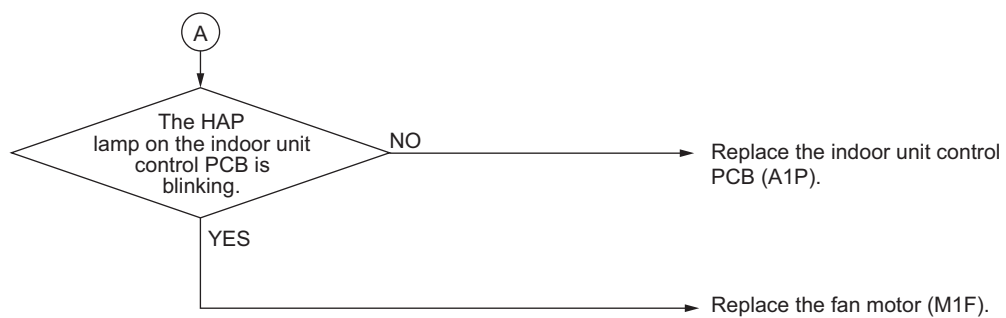 A
The HAP
lamp on the indoor unit
control PCB is
blinking.
NO
Replace the indoor unit control
PCB (A1P).
YES
Replace the fan motor (M1F).